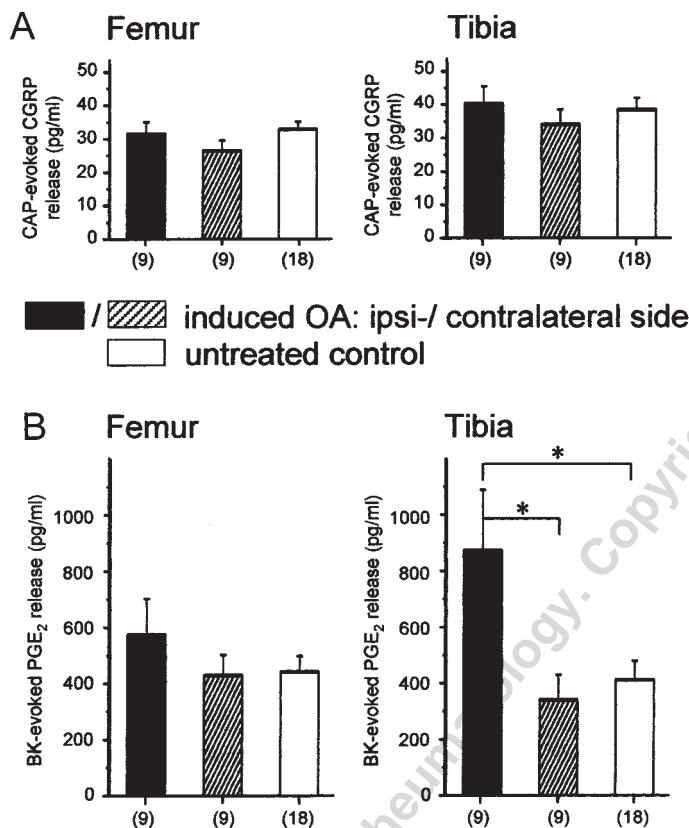 A Femur Tibia
CAP-evoked CGRP
release (pg/ml)
50
40
30
20
10
0
(9) (9) (18)
CAP-evoked CGRP
release (pg/ml)
50
40
30
20
10
0
(9) (9) (18)
/ induced OA: ipsi-/ contralateral side
untreated control
B Femur Tibia
BK-evoked PGE2 release (pg/ml)
1000
800
600
400
200
0
(9) (9) (18)
BK-evoked PGE2 release (pg/ml)
1000
800
600
400
200
0
*
*
(9) (9) (18)
heumatology. Copyri